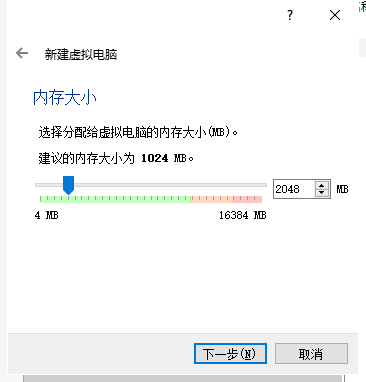 ?
新建虚拟电脑
内存大小
选择分配给虚拟电脑的内存大小(MB)。
建议的内存大小为 1024 MB。
2048 MB
4 MB 16384 MB
下一步(N) 取消